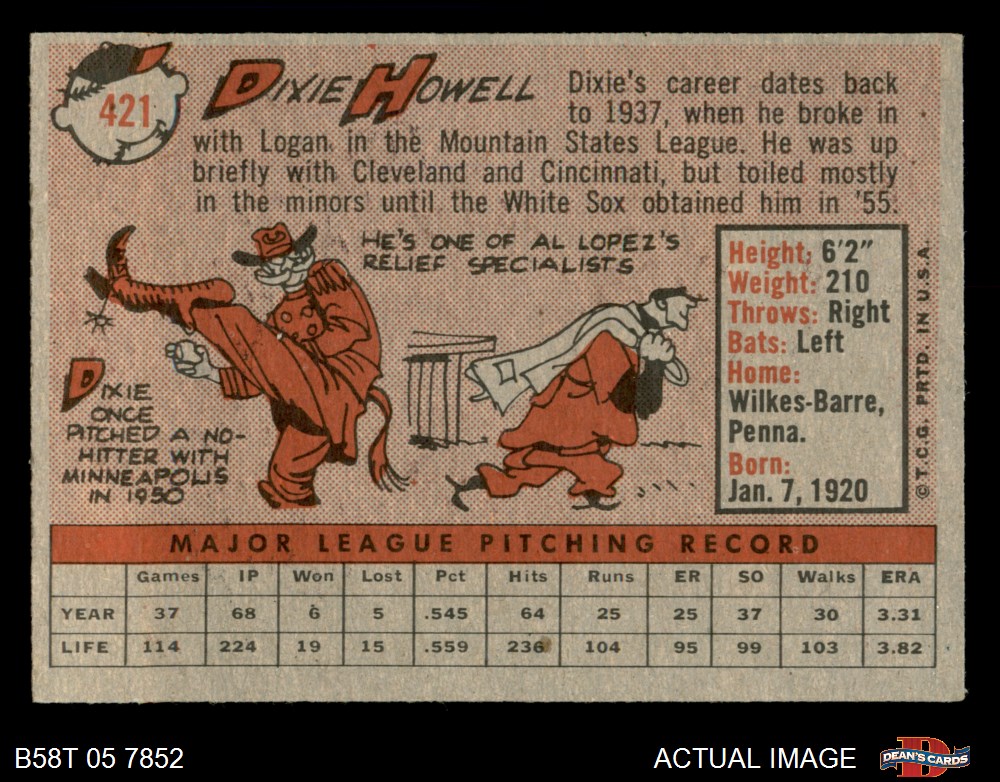 421
DIXIE HOWELL
Dixie's career dates back
to 1937, when he broke in
with Logan in the Mountain States League. He was up
briefly with Cleveland and Cincinnati, but toiled mostly
in the minors until the White Sox obtained him in '55.
HE'S ONE OF AL LOPEZ'S
RELIEF SPECIALISTS
DIXIE
ONCE
PITCHED A NO-
HITTER WITH
MINNEAPOLIS
IN 1950
Height: 6'2"
Weight: 210
Throws: Right
Bats: Left
Home:
Wilkes-Barre,
Penna.
Born:
Jan. 7, 1920
© T.C.G. PRTD. IN U.S.A.
MAJOR LEAGUE PITCHING RECORD
Games IP Won Lost Pct Hits Runs ER SO Walks ERA
YEAR 37 68 6 5 .545 64 25 25 37 30 3.31
LIFE 114 224 19 15 .559 236 104 95 99 103 3.82
B58T 05 7852
ACTUAL IMAGE
DEAN'S CARDS